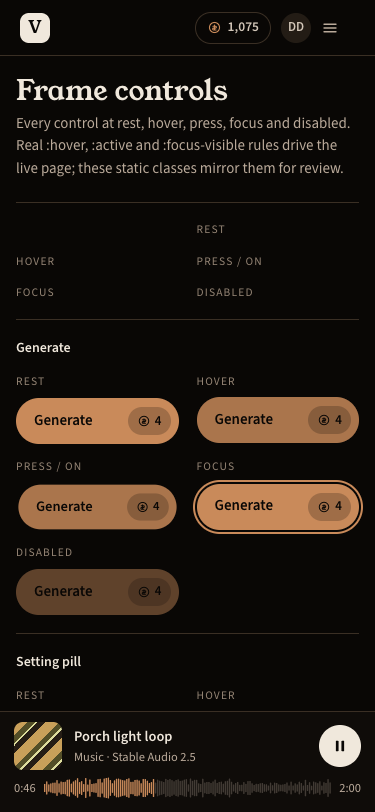 V
1,075
DD
Frame controls
Every control at rest, hover, press, focus and disabled.
Real :hover, :active and :focus-visible rules drive the
live page; these static classes mirror them for review.
REST
HOVER
PRESS / ON
FOCUS
DISABLED
Generate
REST
HOVER
Generate 4
Generate 4
PRESS / ON
FOCUS
Generate 4
Generate 4
DISABLED
Generate 4
Setting pill
REST
HOVER
Porch light loop
Music · Stable Audio 2.5
0:46
2:00